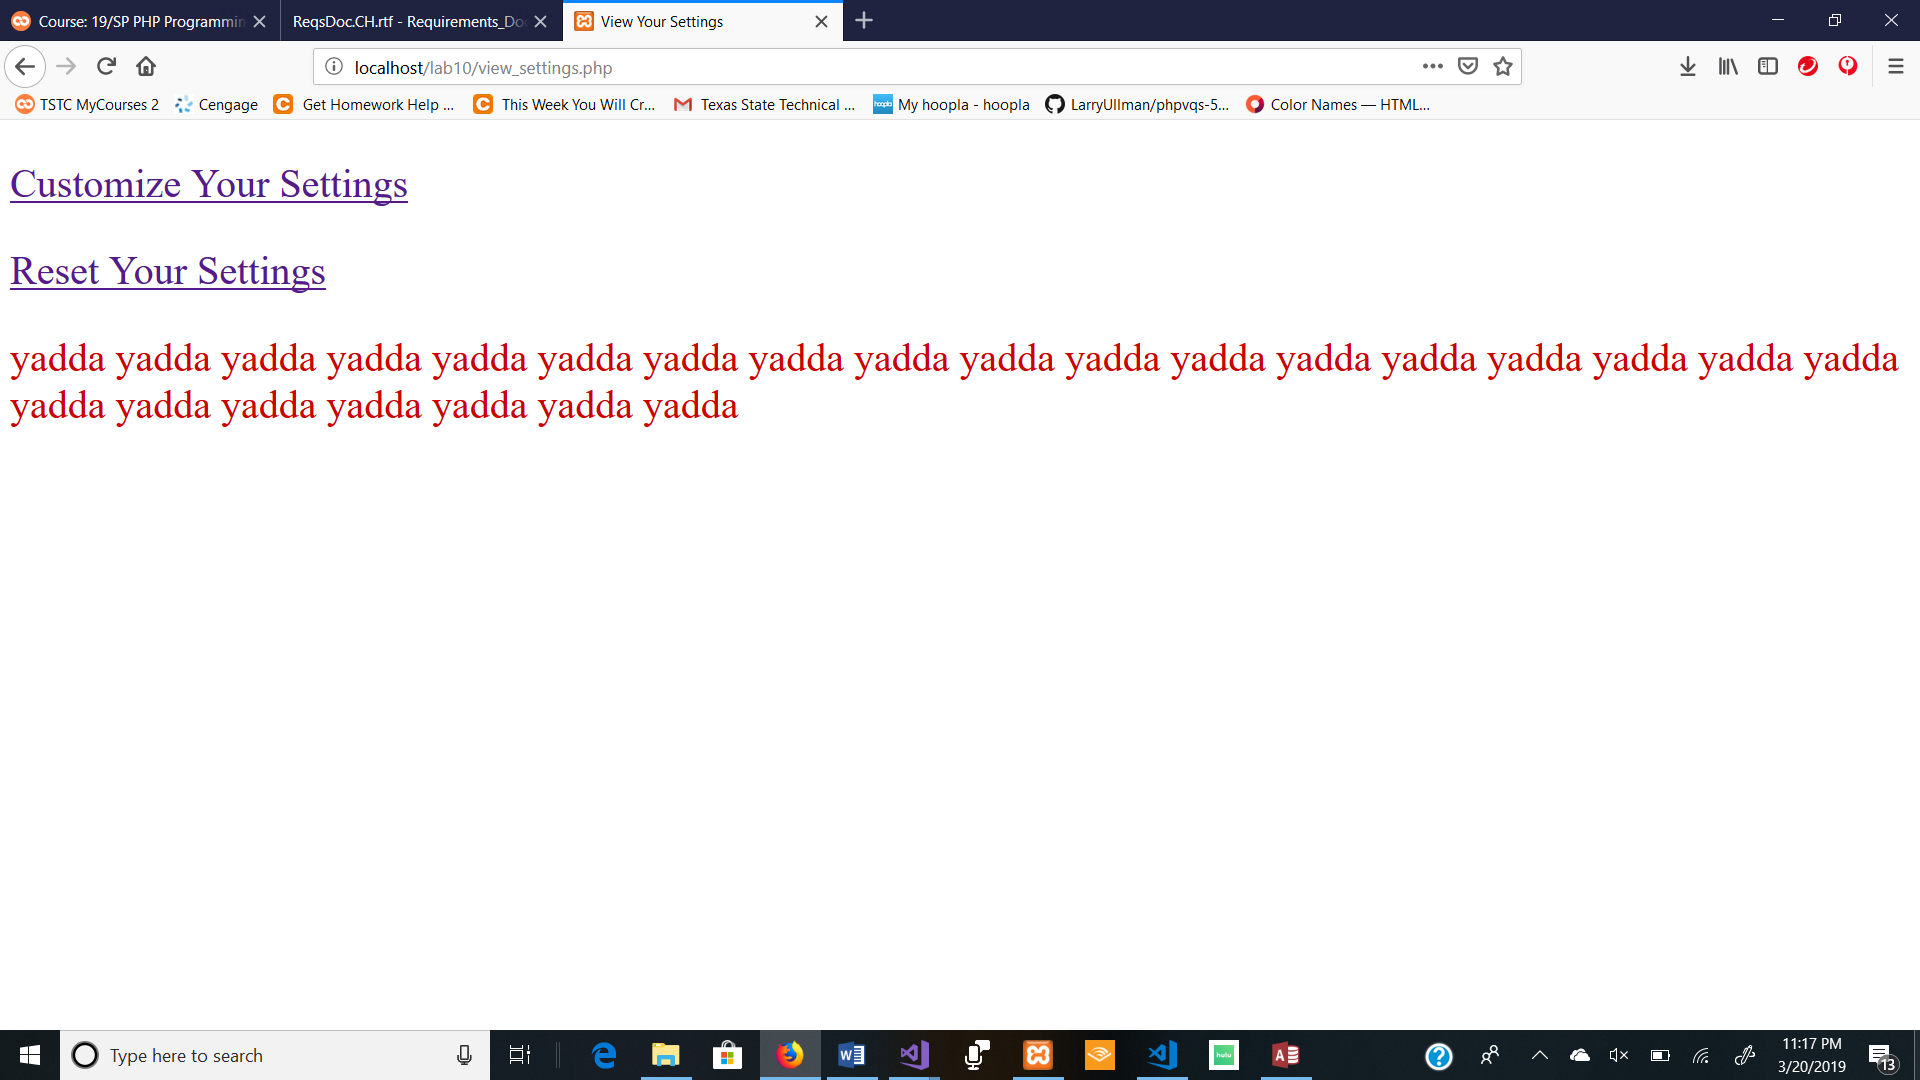 Course: 19/SP PHP Programmin
ReqsDoc.CH.rtf - Requirements_Do
View Your Settings
localhost/lab10/view_settings.php
TSTC MyCourses 2
Cengage
Get Homework Help ...
This Week You Will Cr...
Texas State Technical ...
My hoopla - hoopla
LarryUllman/phpvqs-5...
Color Names — HTML...
Customize Your Settings
Reset Your Settings
yadda yadda yadda yadda yadda yadda yadda yadda yadda yadda yadda yadda yadda yadda yadda yadda yadda yadda
yadda yadda yadda yadda yadda yadda yadda
Type here to search
hulu
11:17 PM
3/20/2019
13